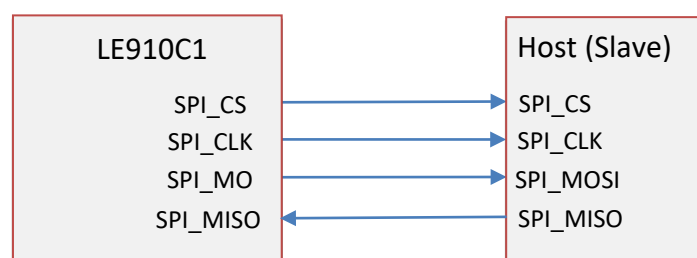 LE910C1
Host (Slave)
SPI_CS
SPI_CS
SPI_CLK
SPI_CLK
SPI_MO
SPI_MOSI
SPI_MISO
SPI_MISO